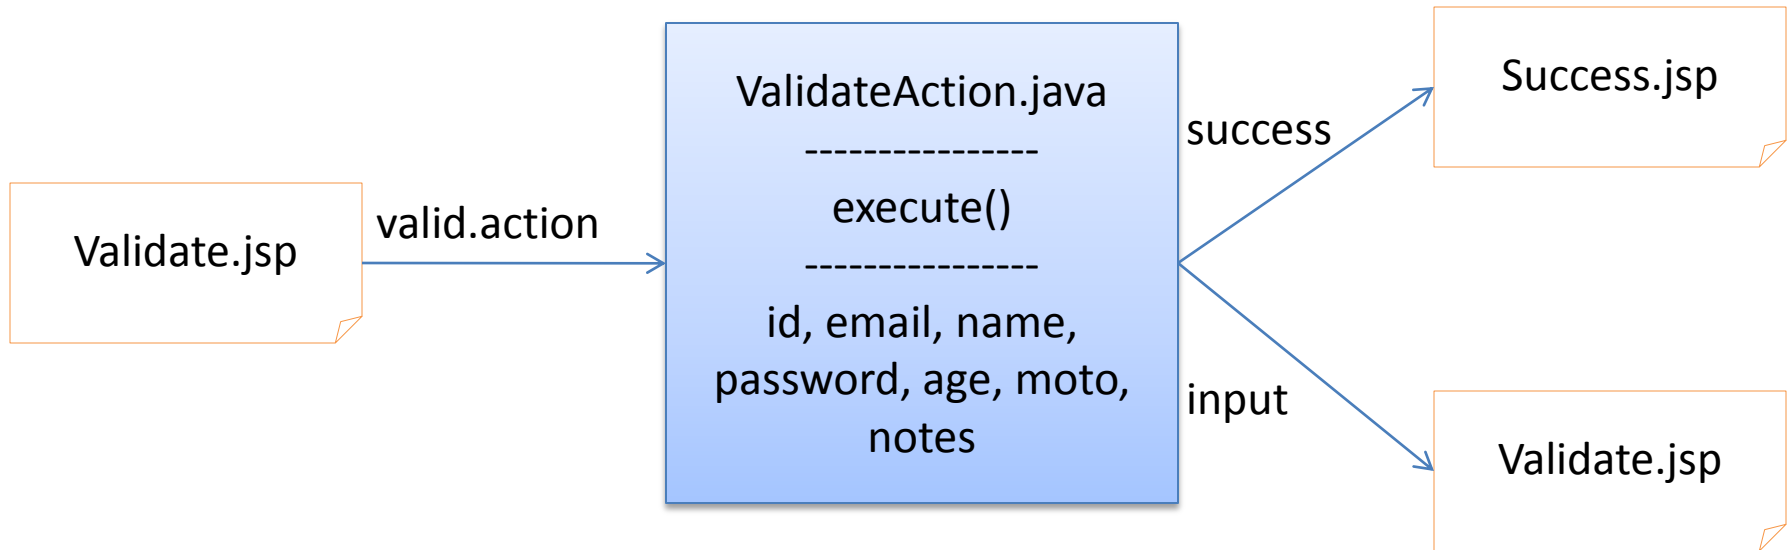 Validate.jsp
valid.action
ValidateAction.java
----------------
execute()
----------------
id, email, name,
password, age, moto,
notes
success
Success.jsp
input
Validate.jsp